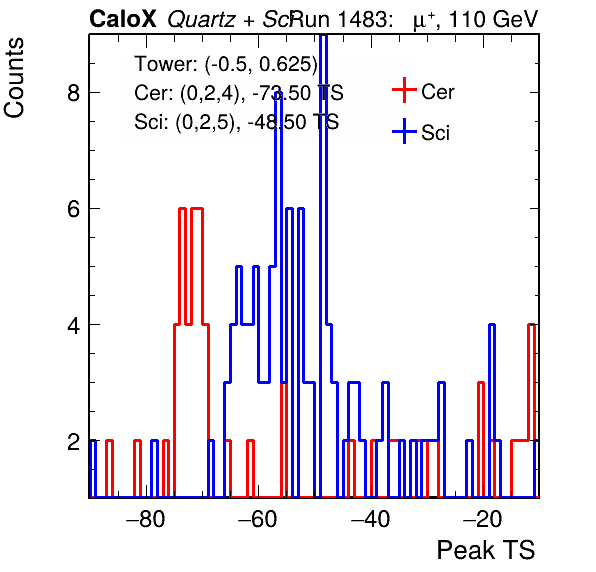 CaloX Quartz + Sci Run 1483: μ⁺, 110 GeV
Counts
Tower: (-0.5, 0.625)
Cer: (0,2,4), -73.50 TS
Sci: (0,2,5), -48.50 TS
Cer
Sci
8
6
4
2
−80 −60 −40 −20
Peak TS